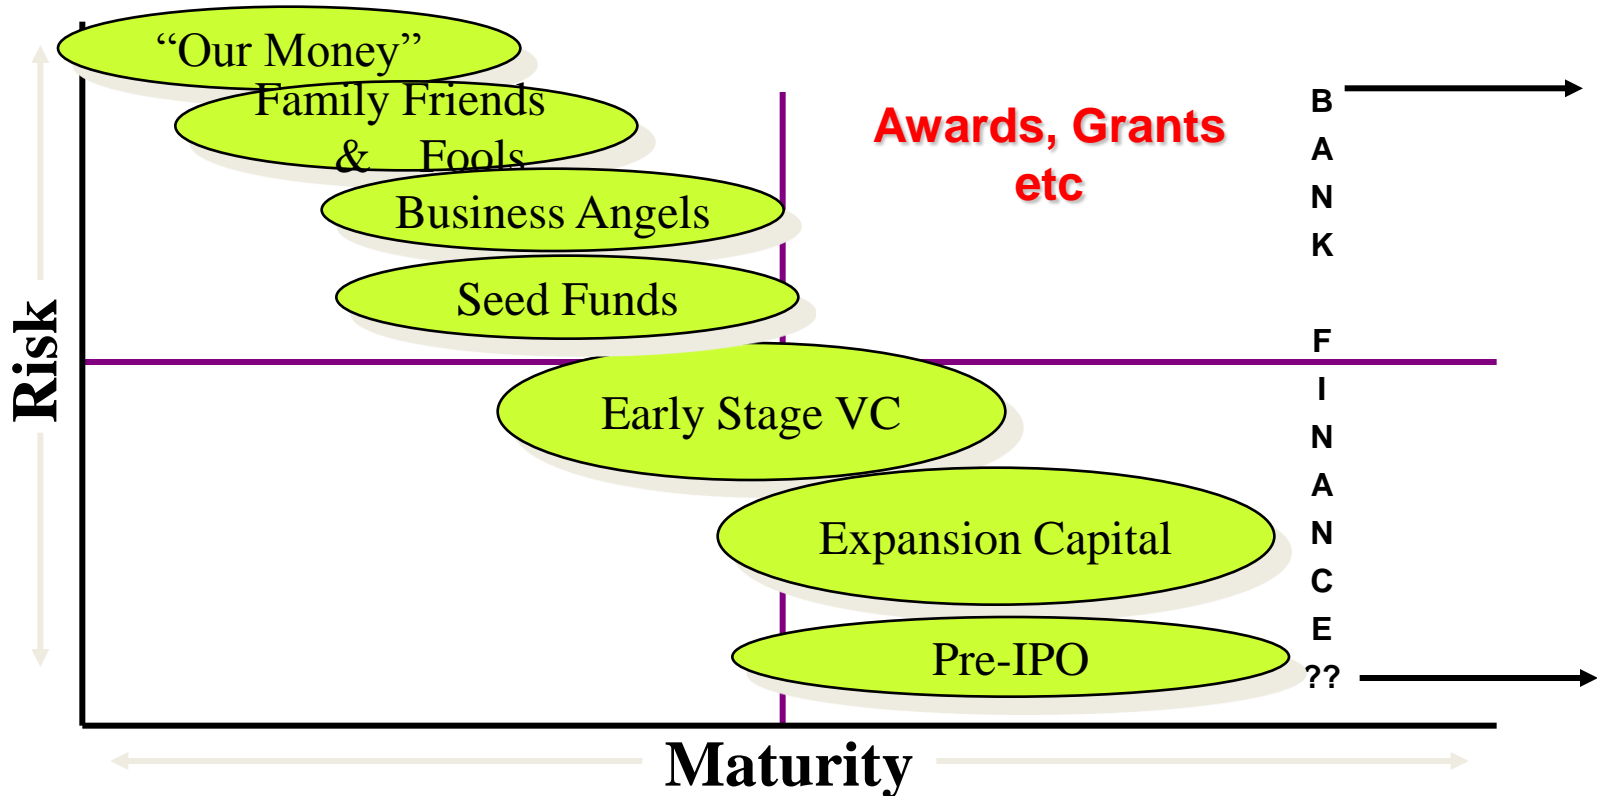 “Our Money”
Family Friends
& Fools
Business Angels
Seed Funds
Early Stage VC
Expansion Capital
Pre-IPO
Awards, Grants
etc
B
A
N
K
F
I
N
A
N
C
E
??
Risk
Maturity